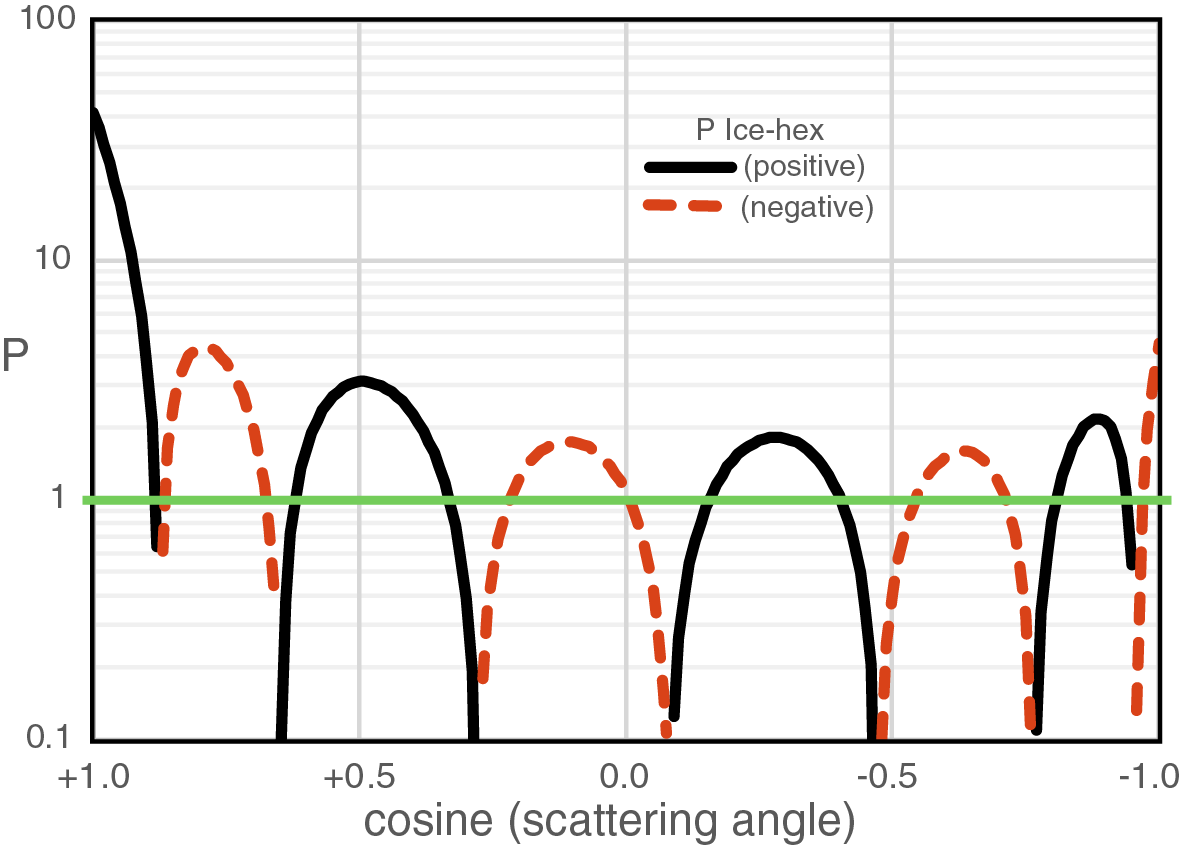 100
10
P
1
0.1
P Ice-hex
(positive)
(negative)
+1.0 +0.5 0.0 -0.5 -1.0
cosine (scattering angle)